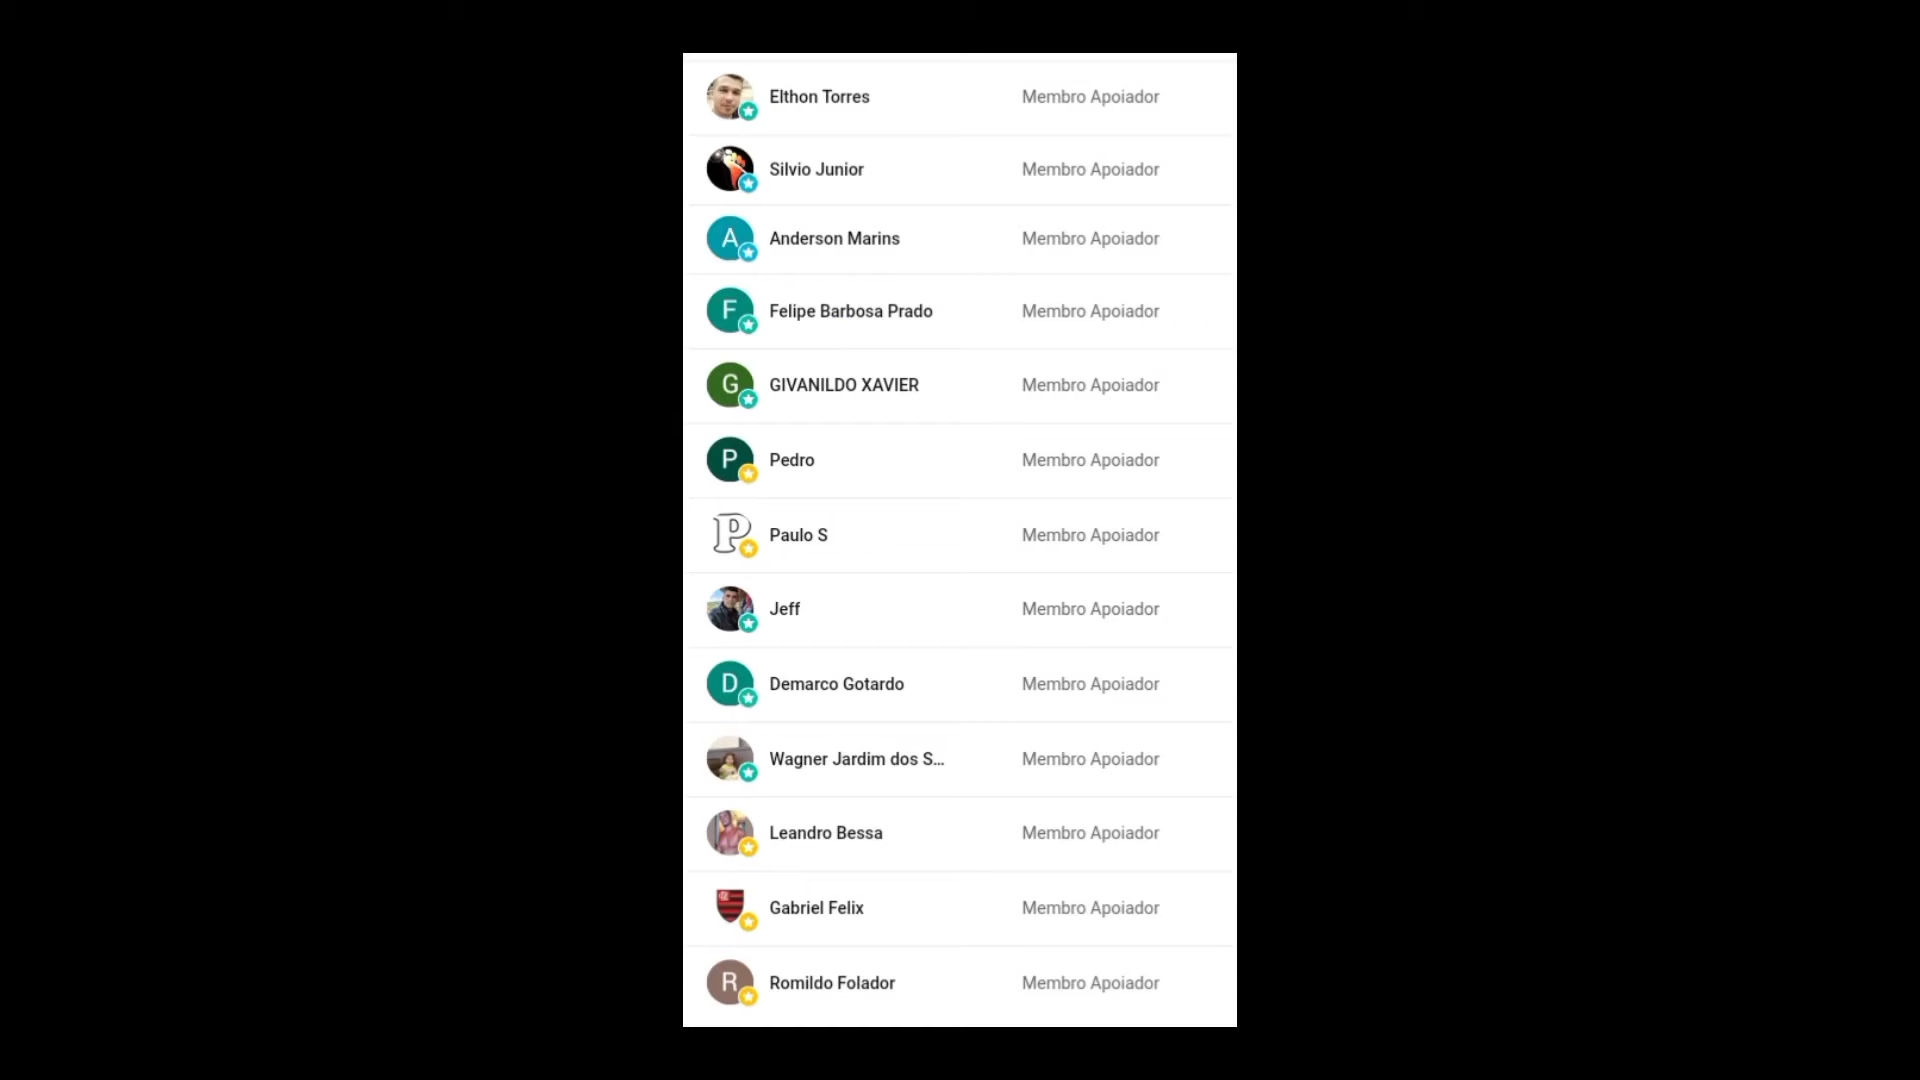 Elthon Torres Membro Apoiador
Silvio Junior Membro Apoiador
A Anderson Marins Membro Apoiador
F Felipe Barbosa Prado Membro Apoiador
G GIVANILDO XAVIER Membro Apoiador
P Pedro Membro Apoiador
P Paulo S Membro Apoiador
Jeff Membro Apoiador
D Demarco Gotardo Membro Apoiador
Wagner Jardim dos S... Membro Apoiador
Leandro Bessa Membro Apoiador
Gabriel Felix Membro Apoiador
R Romildo Folador Membro Apoiador